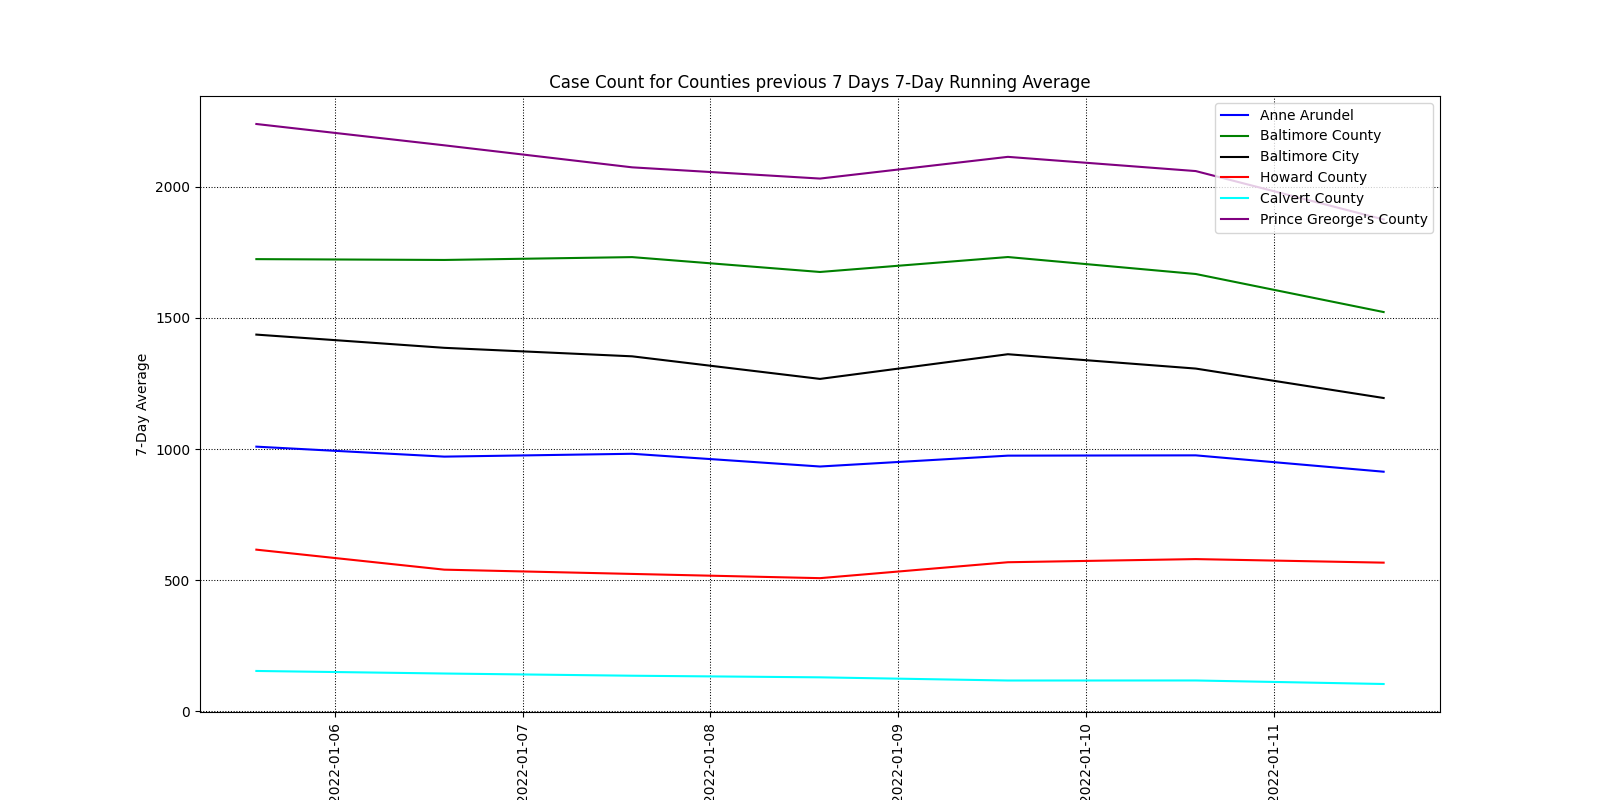 Case Count for Counties previous 7 Days 7-Day Running Average
Anne Arundel
Baltimore County
Baltimore City
Howard County
Calvert County
Prince Greorge's County
7-Day Average
2000
1500
1000
500
0
2022-01-06
2022-01-07
2022-01-08
2022-01-09
2022-01-10
2022-01-11